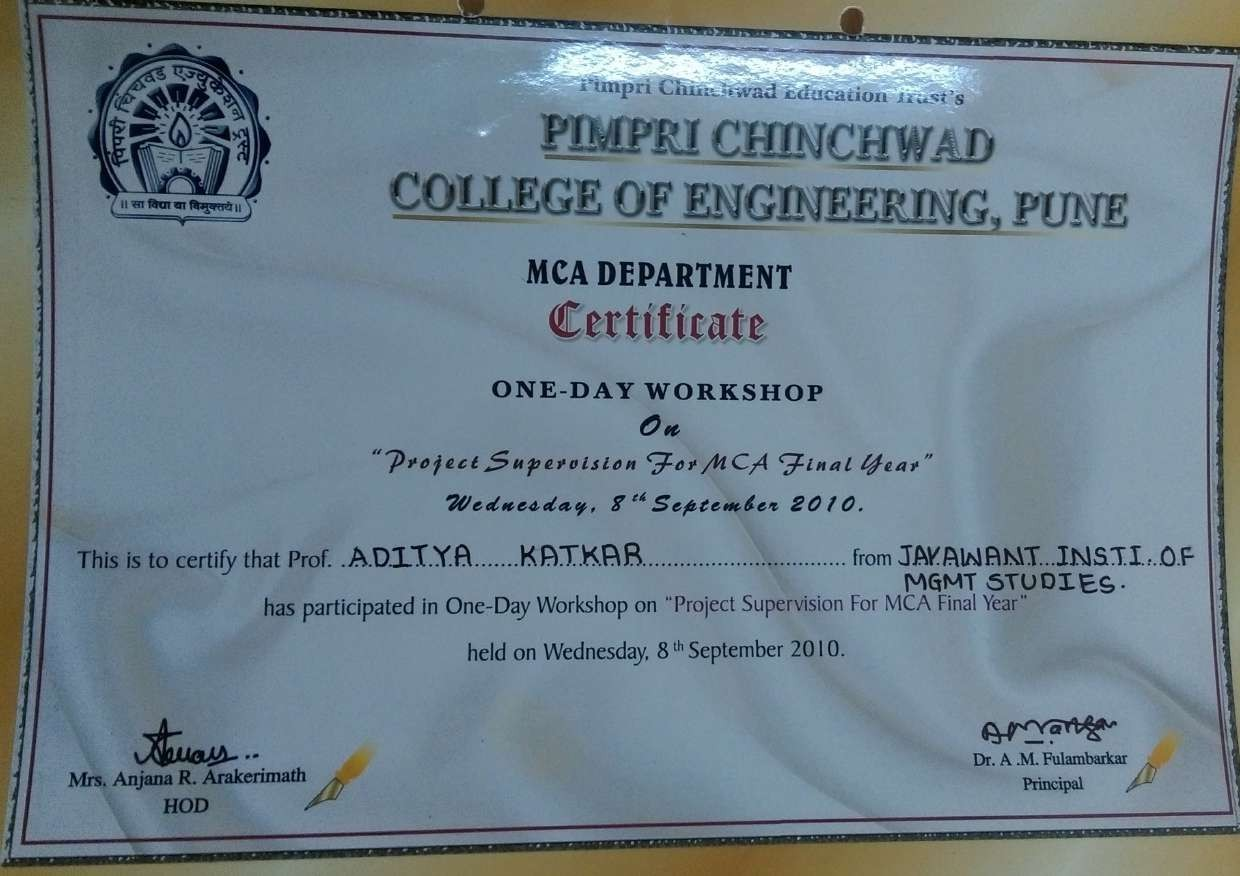 पिंपरी चिंचवड एज्युकेशन ट्रस्ट
॥ सा विद्या या विमुक्तये ॥
Pimpri Chinchwad Education Trust's
PIMPRI CHINCHWAD
COLLEGE OF ENGINEERING, PUNE
MCA DEPARTMENT
Certificate
ONE-DAY WORKSHOP
On
“Project Supervision For MCA Final Year”
Wednesday, 8th September 2010.
This is to certify that Prof. .ADITYA......KATKAR.............................. from JAYAWANT...INSTI..OF
MGMT STUDIES.
has participated in One-Day Workshop on “Project Supervision For MCA Final Year”
held on Wednesday, 8th September 2010.
Mrs. Anjana R. Arakerimath
HOD
Dr. A .M. Fulambarkar
Principal